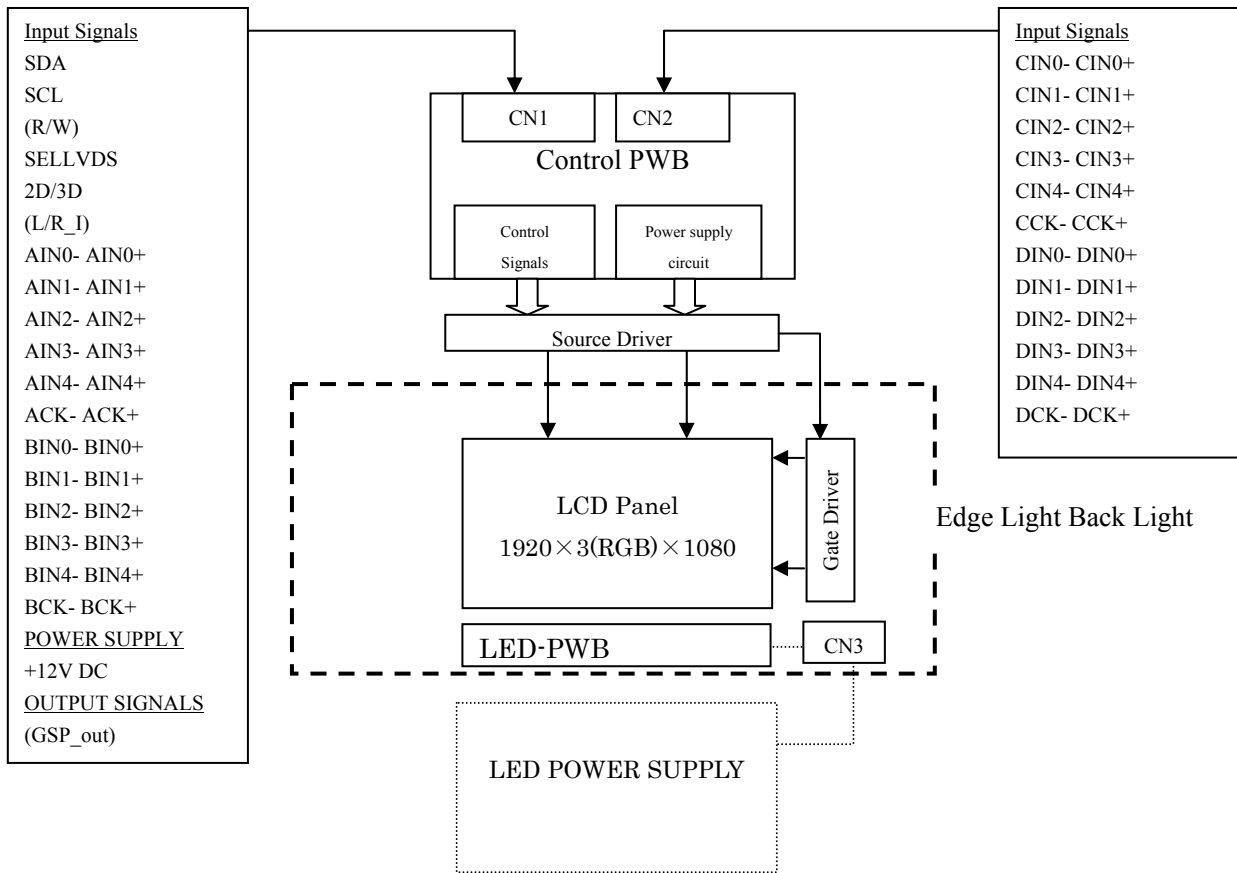 Input Signals
SDA
SCL
(R/W)
SELLVDS
2D/3D
(L/R_I)
AIN0- AIN0+
AIN1- AIN1+
AIN2- AIN2+
AIN3- AIN3+
AIN4- AIN4+
ACK- ACK+
BIN0- BIN0+
BIN1- BIN1+
BIN2- BIN2+
BIN3- BIN3+
BIN4- BIN4+
BCK- BCK+
POWER SUPPLY
+12V DC
OUTPUT SIGNALS
(GSP_out)
CN1
CN2
Control PWB
Control
Signals
Power supply
circuit
Source Driver
LCD Panel
1920×3(RGB)×1080
Gate Driver
LED-PWB
CN3
LED POWER SUPPLY
Edge Light Back Light
Input Signals
CIN0- CIN0+
CIN1- CIN1+
CIN2- CIN2+
CIN3- CIN3+
CIN4- CIN4+
CCK- CCK+
DIN0- DIN0+
DIN1- DIN1+
DIN2- DIN2+
DIN3- DIN3+
DIN4- DIN4+
DCK- DCK+